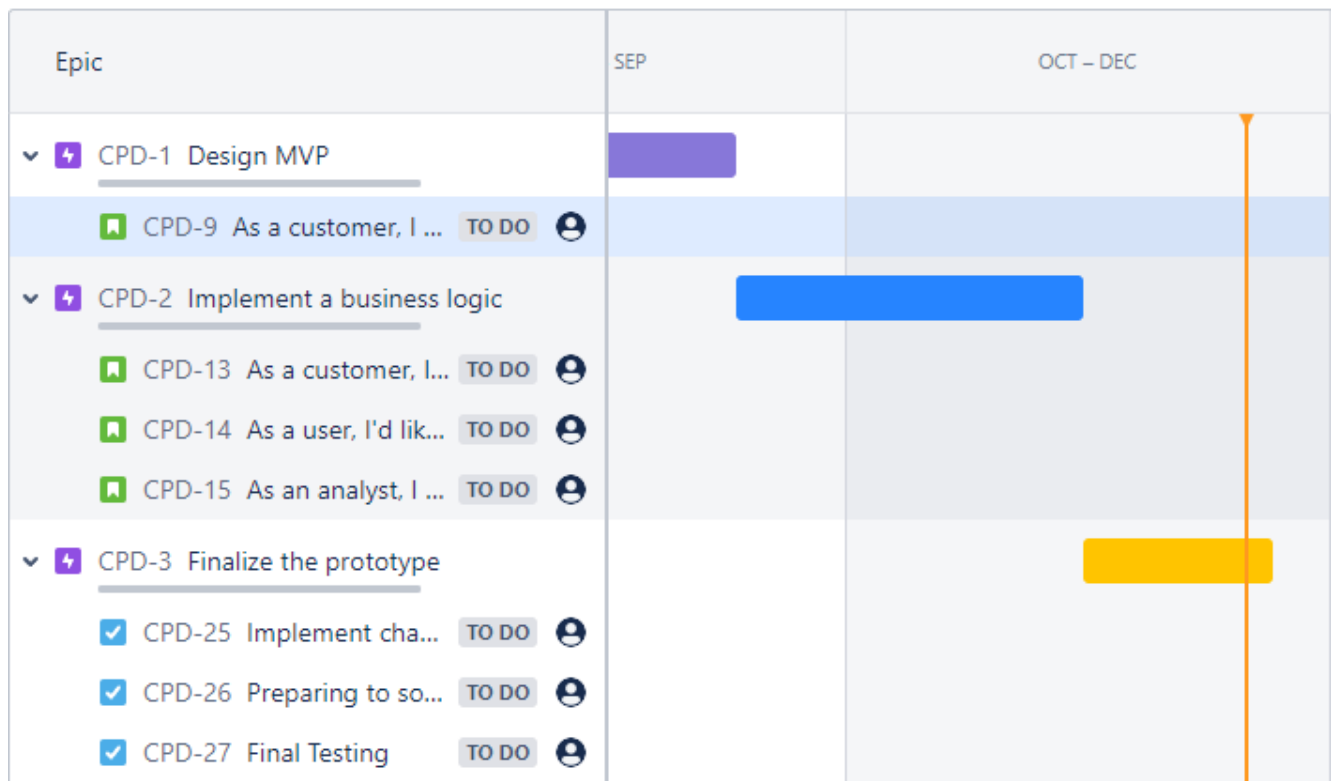 Epic SEP OCT – DEC
CPD-1 Design MVP
CPD-9 As a customer, I ... TO DO
CPD-2 Implement a business logic
CPD-13 As a customer, I... TO DO
CPD-14 As a user, I'd lik... TO DO
CPD-15 As an analyst, I ... TO DO
CPD-3 Finalize the prototype
CPD-25 Implement cha... TO DO
CPD-26 Preparing to so... TO DO
CPD-27 Final Testing TO DO